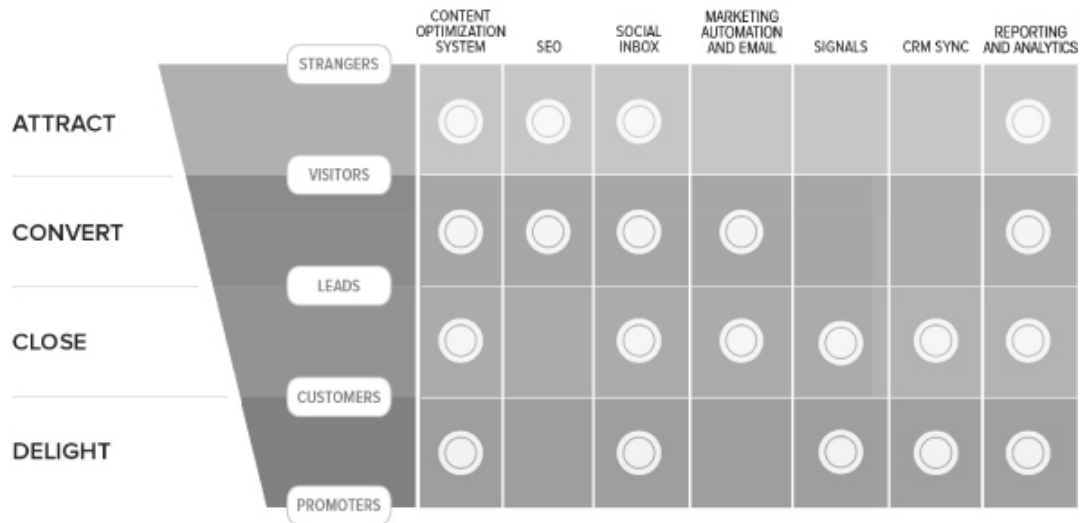 CONTENT
OPTIMIZATION
SYSTEM
SEO
SOCIAL
INBOX
MARKETING
AUTOMATION
AND EMAIL
SIGNALS
CRM SYNC
REPORTING
AND ANALYTICS
STRANGERS
ATTRACT
VISITORS
CONVERT
LEADS
CLOSE
CUSTOMERS
DELIGHT
PROMOTERS